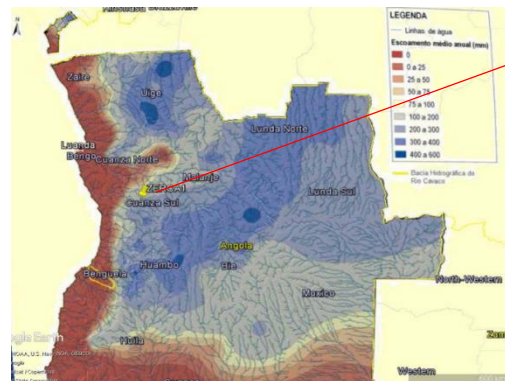 LEGENDA
Linhas de água
Escoamento médio anual (mm)
0
0 a 25
25 a 50
50 a 75
75 a 100
100 a 200
200 a 300
300 a 400
400 a 600
Bacia Hidrográfica do
Rio Cavaco
N
Zaire
Uige
Luanda
Bengo
Cuanza Norte
Lunda Norte
Malanje
Cuanza Sul
Lunda Sul
Angola
Huambo
Bie
Benguela
Moxico
North-Western
Huila
Western